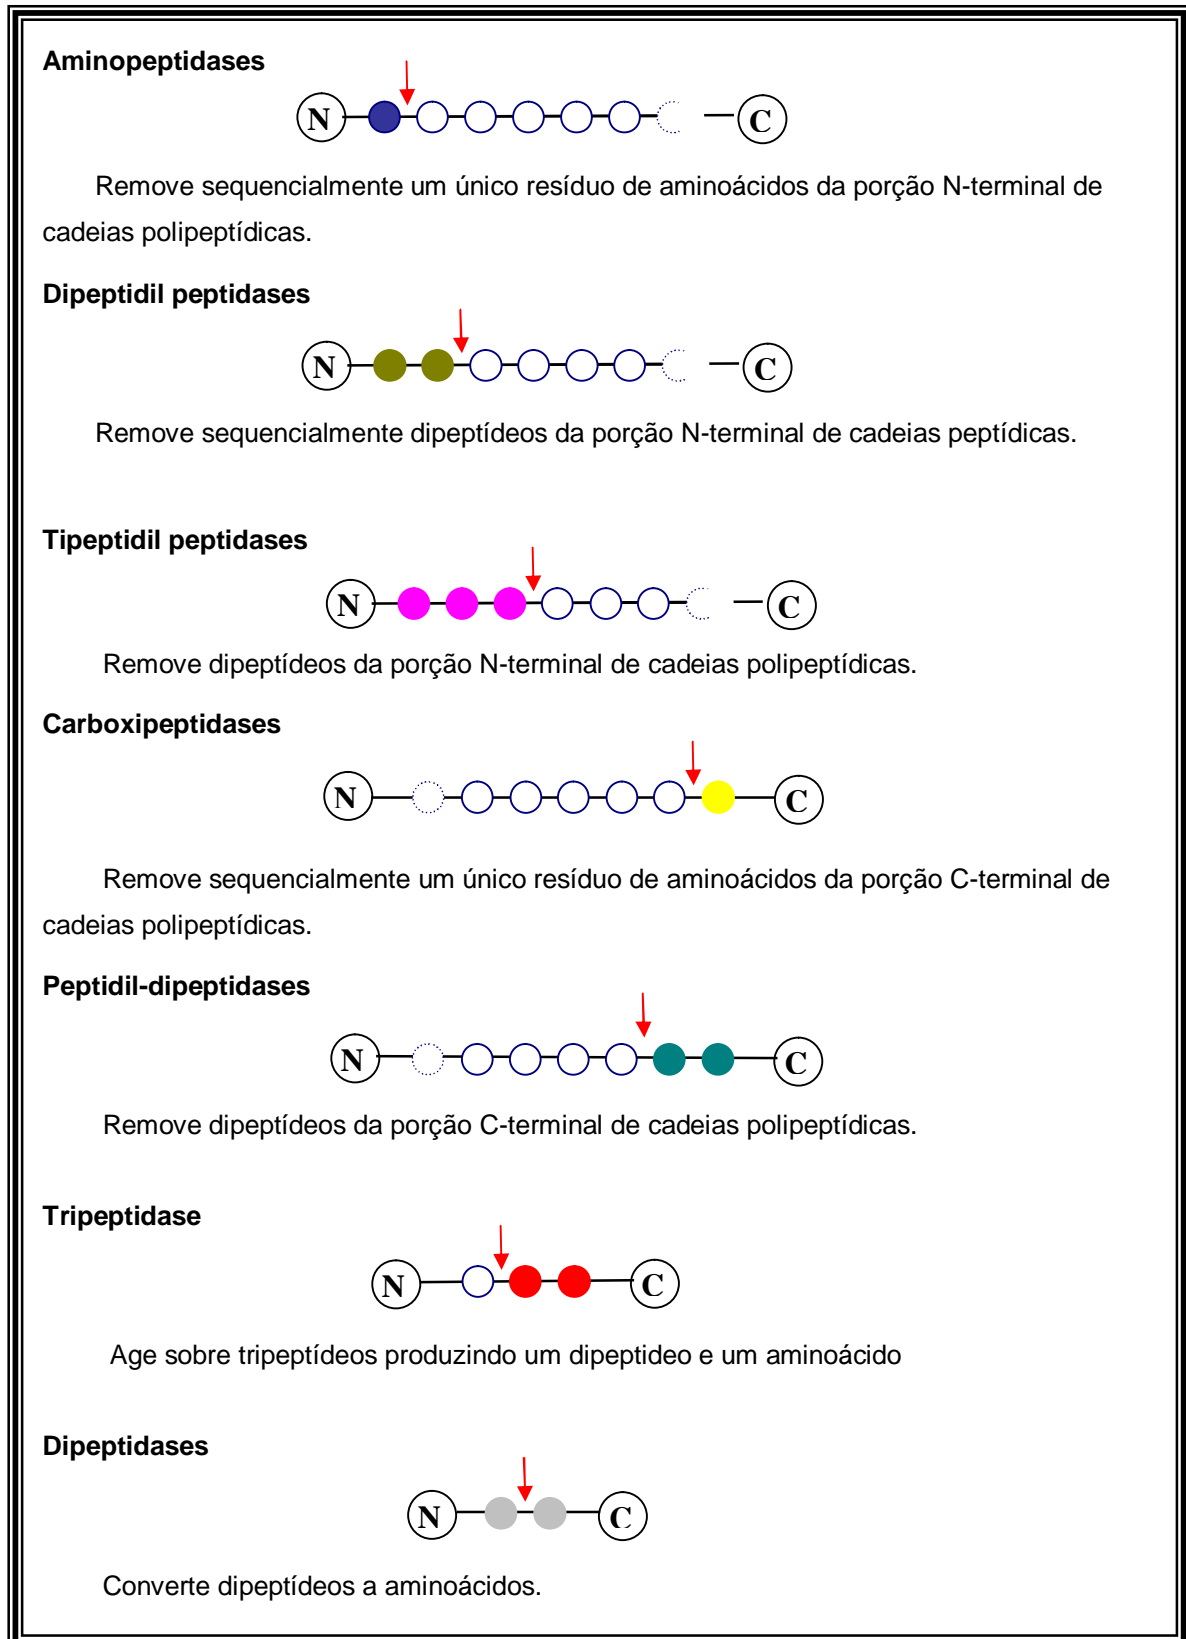 Aminopeptidases
N C
Remove sequencialmente um único resíduo de aminoácidos da porção N-terminal de
cadeias polipeptídicas.
Dipeptidil peptidases
N C
Remove sequencialmente dipeptídeos da porção N-terminal de cadeias peptídicas.
Tipeptidil peptidases
N C
Remove dipeptídeos da porção N-terminal de cadeias polipeptídicas.
Carboxipeptidases
N C
Remove sequencialmente um único resíduo de aminoácidos da porção C-terminal de
cadeias polipeptídicas.
Peptidil-dipeptidases
N C
Remove dipeptídeos da porção C-terminal de cadeias polipeptídicas.
Tripeptidase
N C
Age sobre tripeptídeos produzindo um dipeptideo e um aminoácido
Dipeptidases
N C
Converte dipeptídeos a aminoácidos.